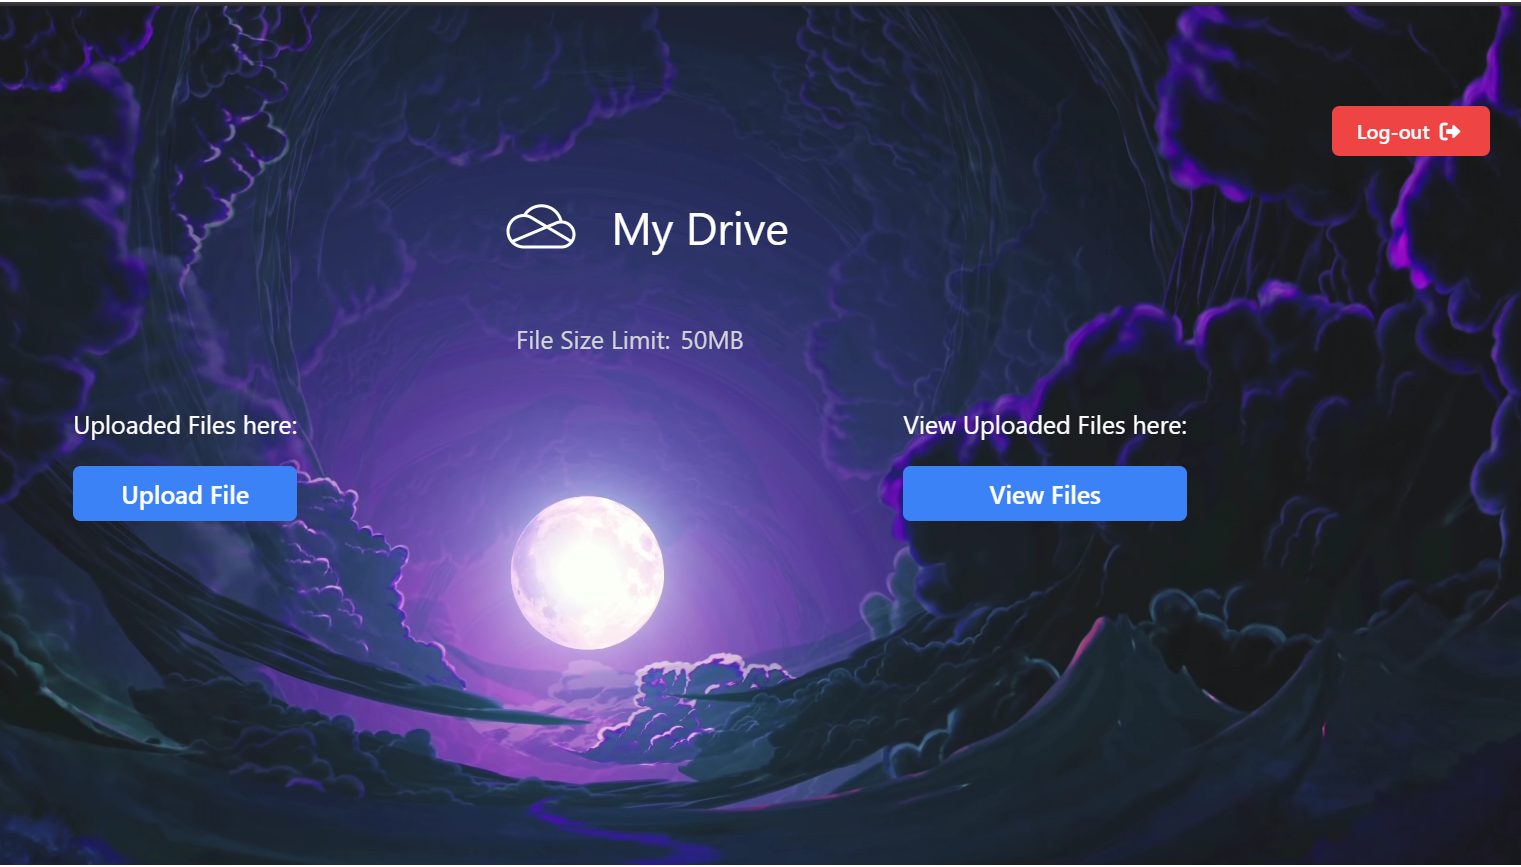 Log-out
My Drive
File Size Limit: 50MB
Uploaded Files here:
View Uploaded Files here:
Upload File
View Files